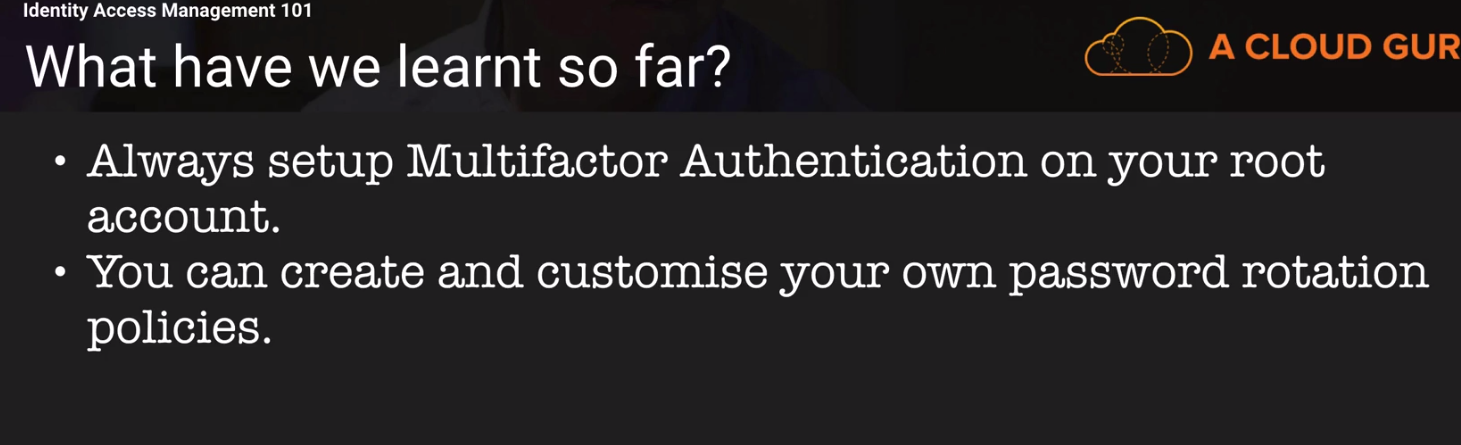 Identity Access Management 101
What have we learnt so far?
A CLOUD GUR
• Always setup Multifactor Authentication on your root
account.
• You can create and customise your own password rotation
policies.